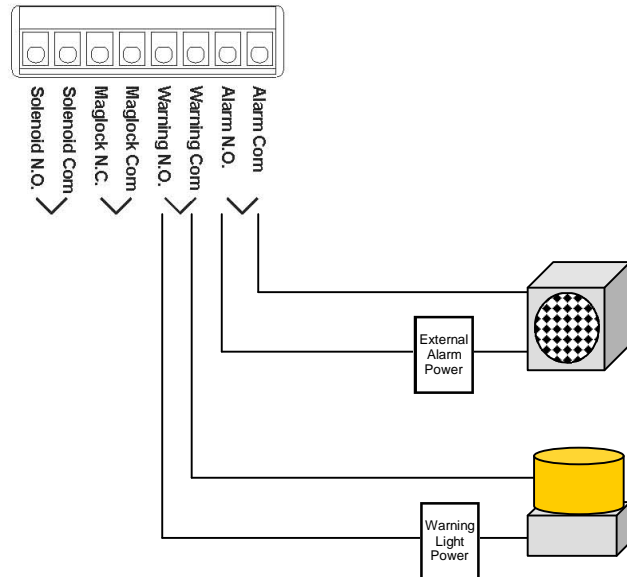 Solenoid N.O.
Solenoid Com
Maglock N.C.
Maglock Com
Warning N.O.
Warning Com
Alarm N.O.
Alarm Com
External
Alarm
Power
Warning
Light
Power